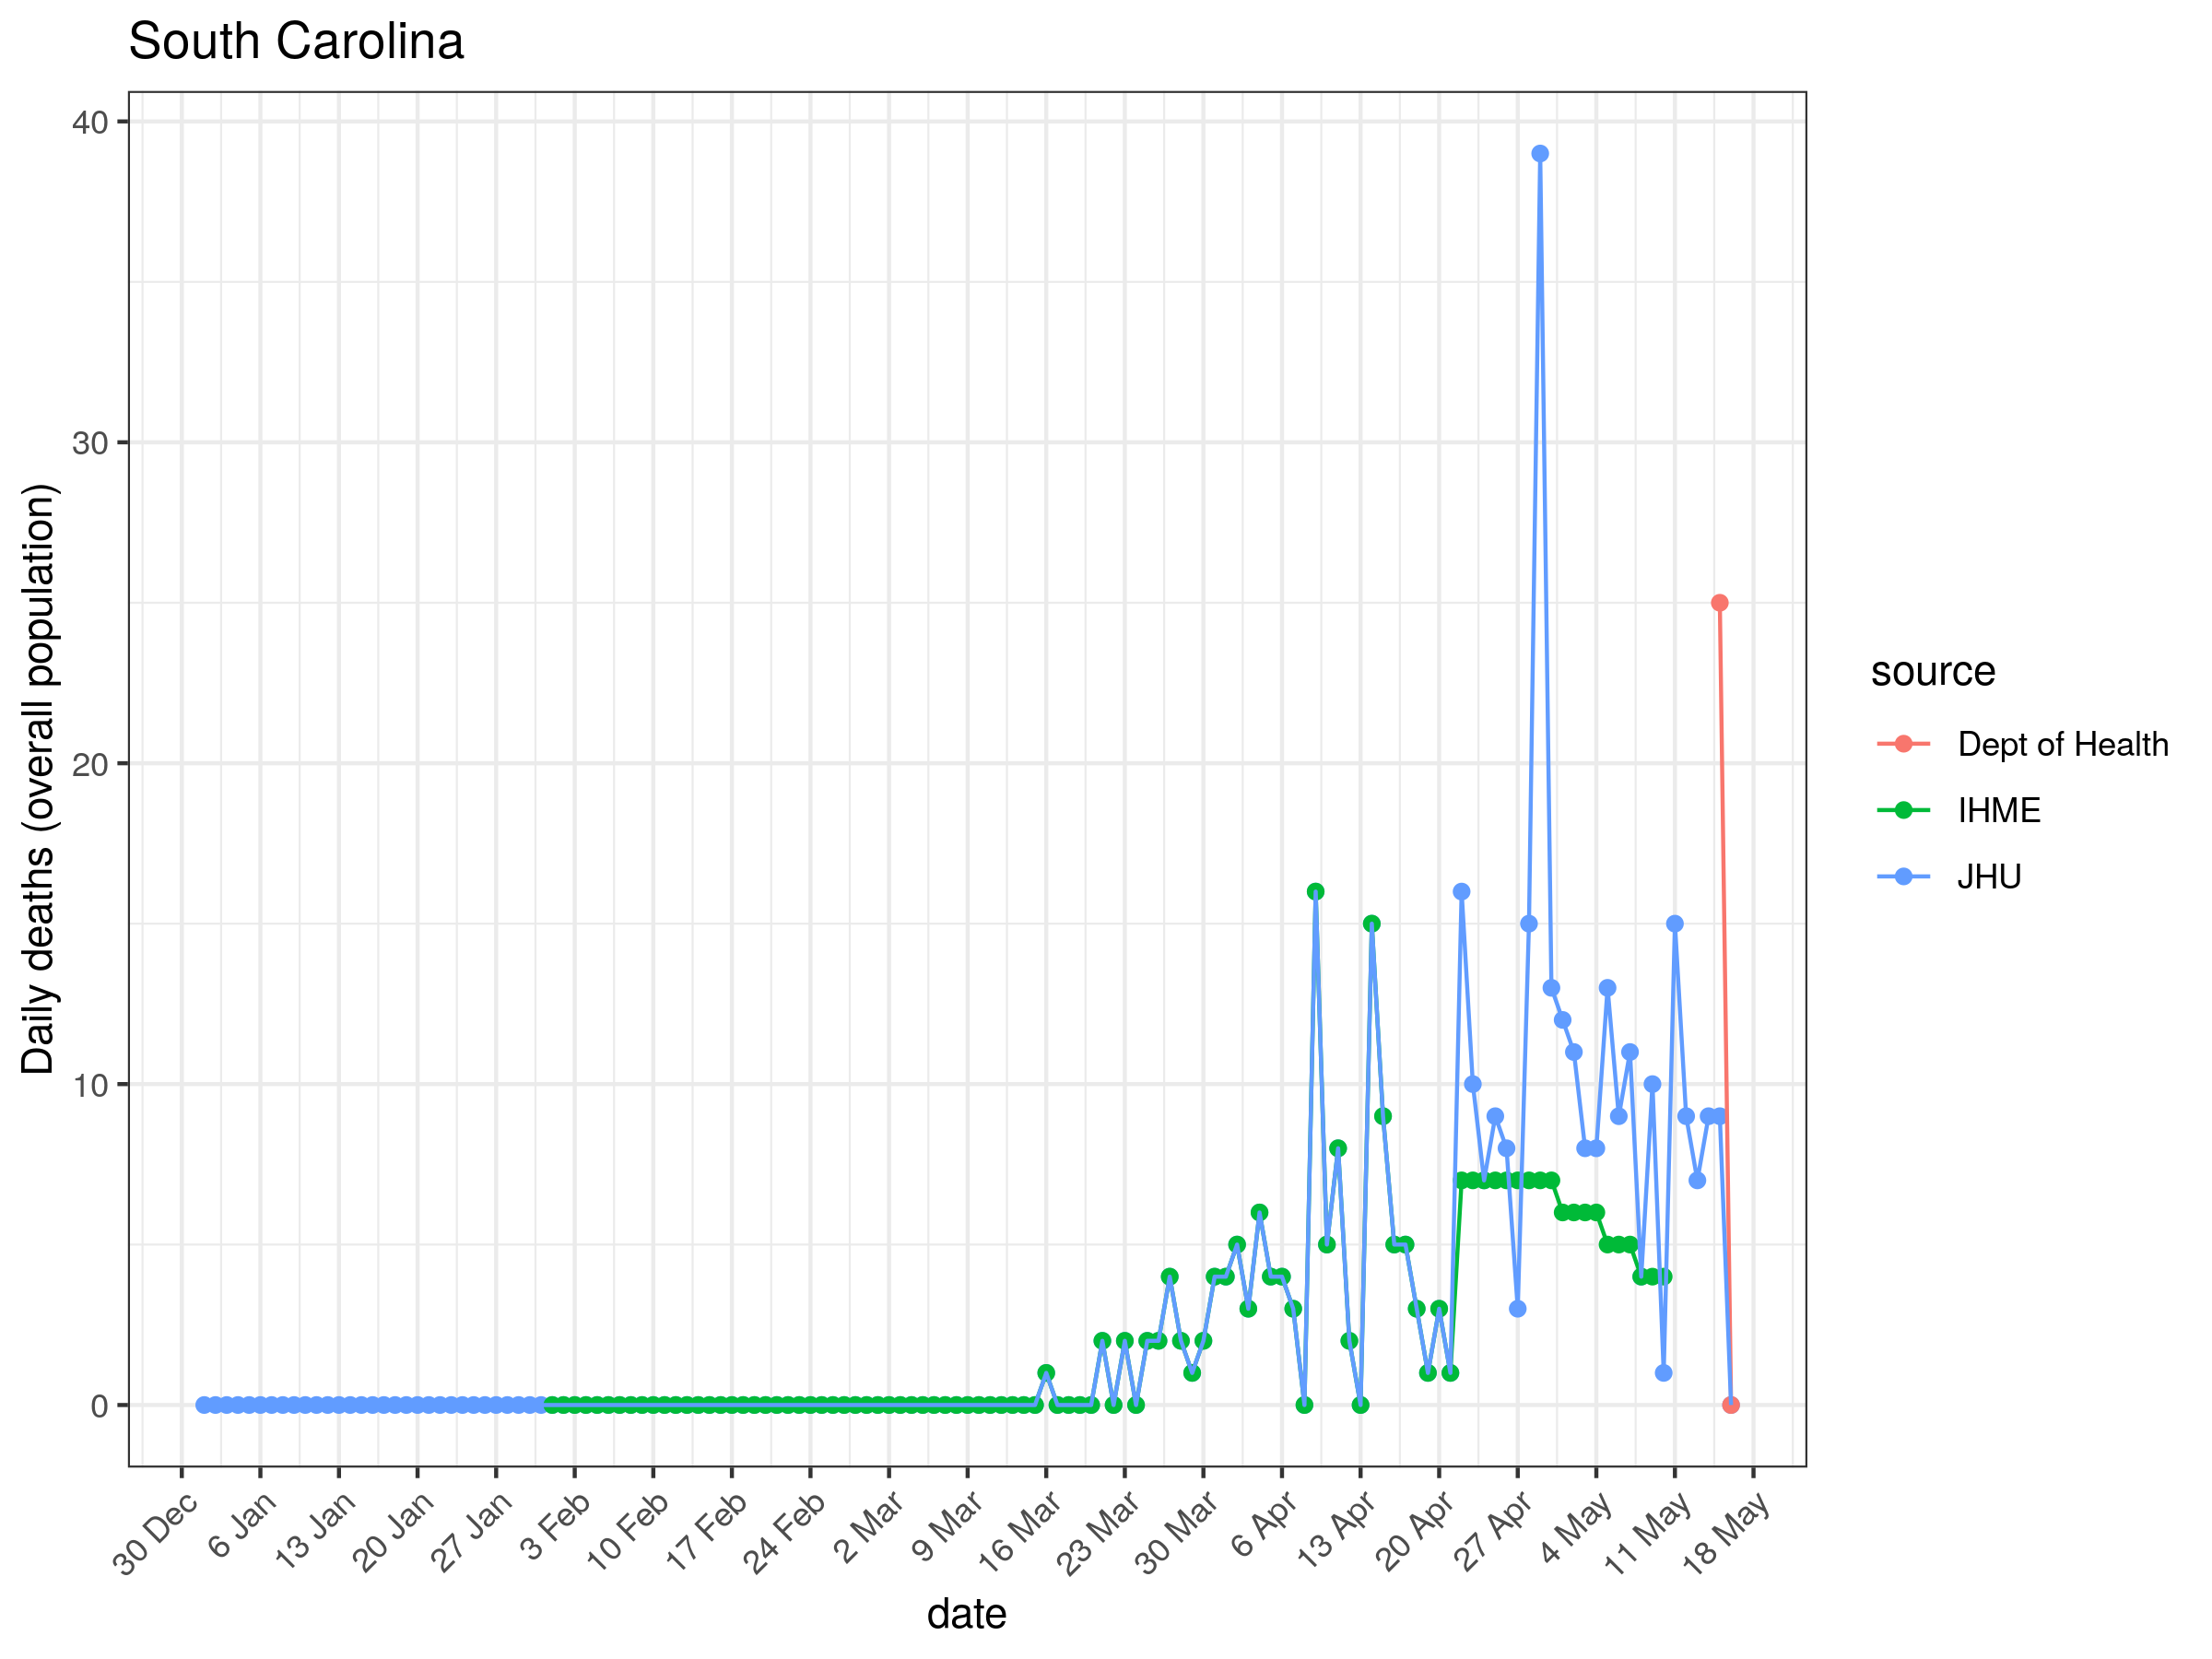 South Carolina
Daily deaths (overall population)
40
30
20
10
0
30 Dec
6 Jan
13 Jan
20 Jan
27 Jan
3 Feb
10 Feb
17 Feb
24 Feb
2 Mar
9 Mar
16 Mar
23 Mar
30 Mar
6 Apr
13 Apr
20 Apr
27 Apr
4 May
11 May
18 May
date
source
Dept of Health
IHME
JHU